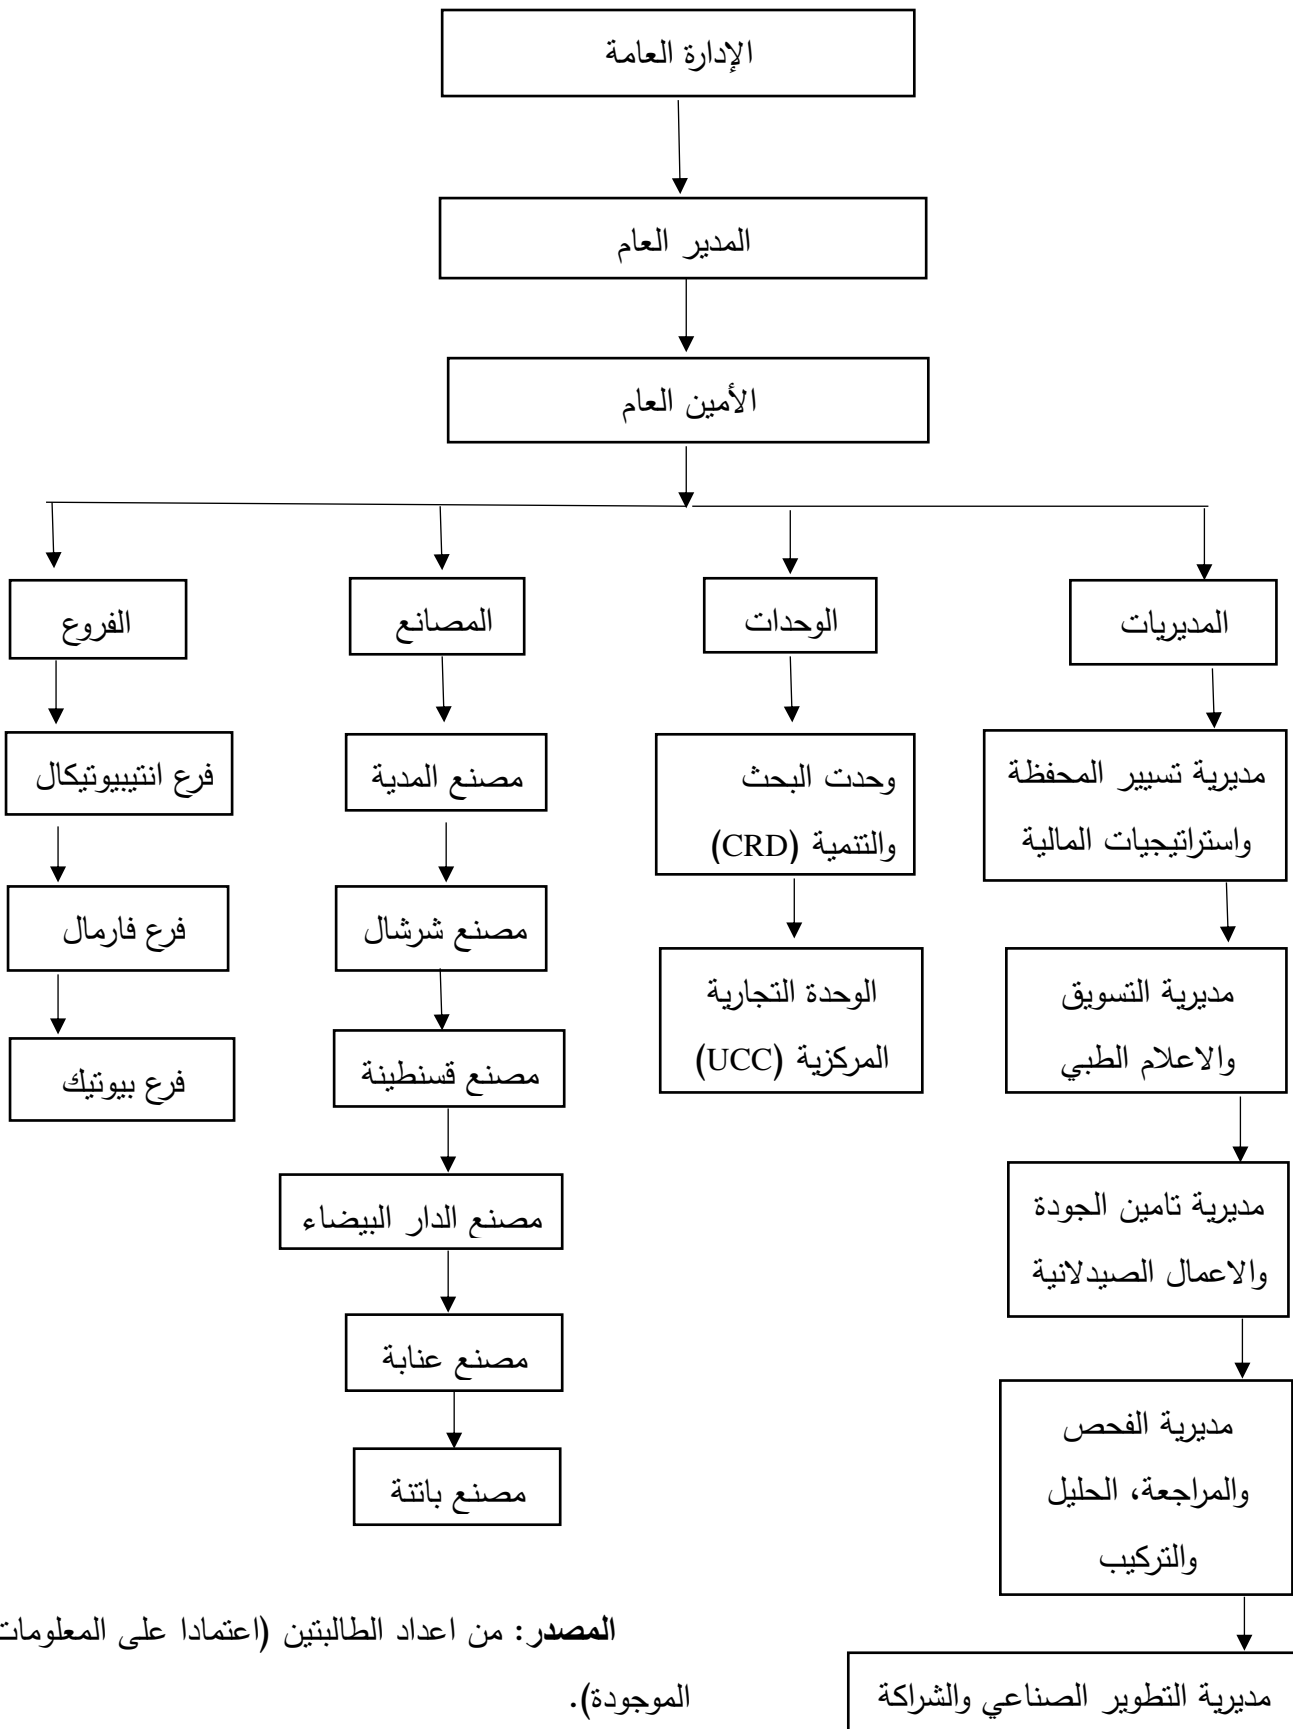 الإدارة العامة
المدير العام
الأمين العام
المديريات
الوحدات
المصانع
الفروع
مديرية تسيير المحفظة
واستراتيجيات المالية
وحدت البحث
والتنمية (CRD)
مصنع المدية
فرع انتيبيوتيكال
مديرية التسويق
والاعلام الطبي
الوحدة التجارية
المركزية (UCC)
مصنع شرشال
فرع فارمال
مصنع قسنطينة
فرع بيوتيك
مديرية تامين الجودة
والاعمال الصيدلانية
مصنع الدار البيضاء
مصنع عنابة
مديرية الفحص
والمراجعة، الحليل
والتركيب
مصنع باتنة
مديرية التطوير الصناعي والشراكة
المصدر: من اعداد الطالبتين (اعتمادا على المعلومات
الموجودة).